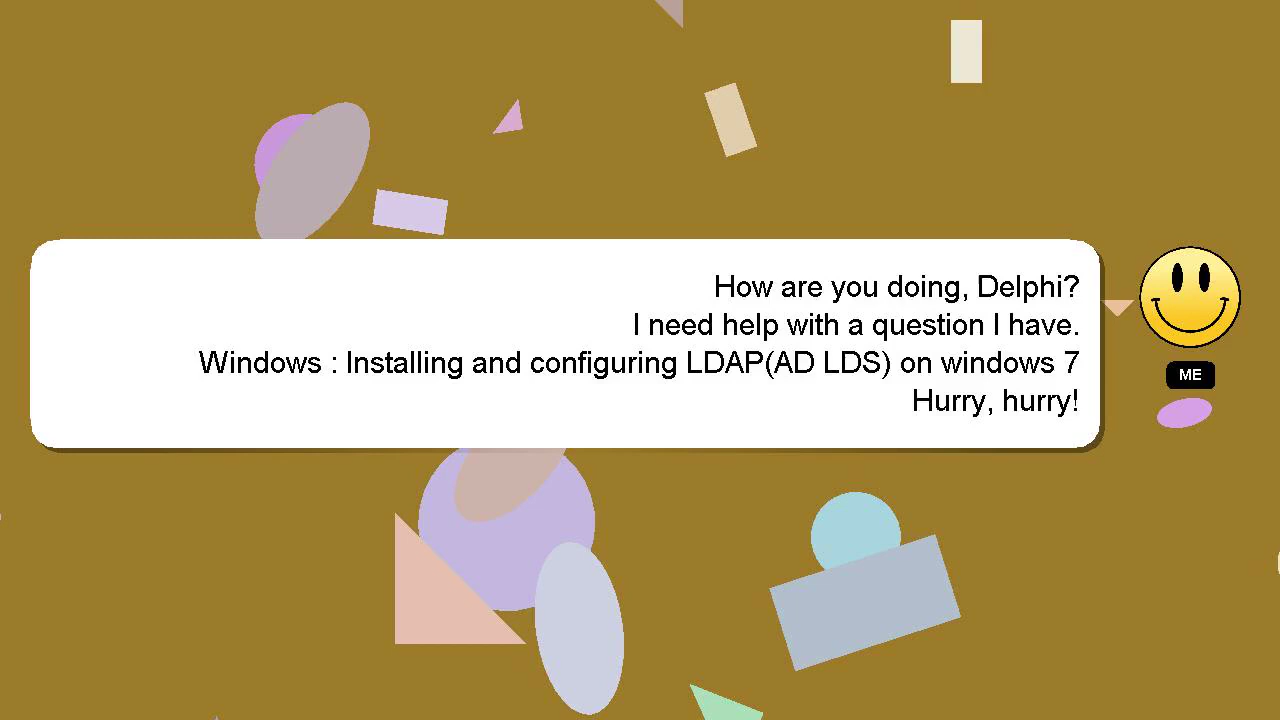 How are you doing, Delphi?
I need help with a question I have.
Windows : Installing and configuring LDAP(AD LDS) on windows 7
Hurry, hurry!
ME